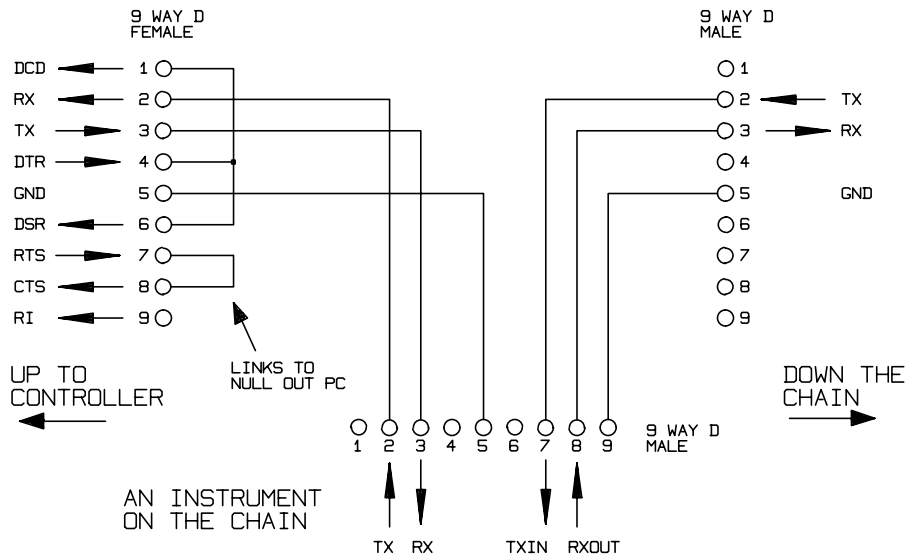 9 WAY D
FEMALE
9 WAY D
MALE
DCD 1
RX 2
TX 3
DTR 4
GND 5
DSR 6
RTS 7
CTS 8
RI 9
1
2 TX
3 RX
4
5 GND
6
7
8
9
LINKS TO
NULL OUT PC
UP TO
CONTROLLER
DOWN THE
CHAIN
1 2 3 4 5 6 7 8 9
9 WAY D
MALE
AN INSTRUMENT
ON THE CHAIN
TX RX TXIN RXOUT